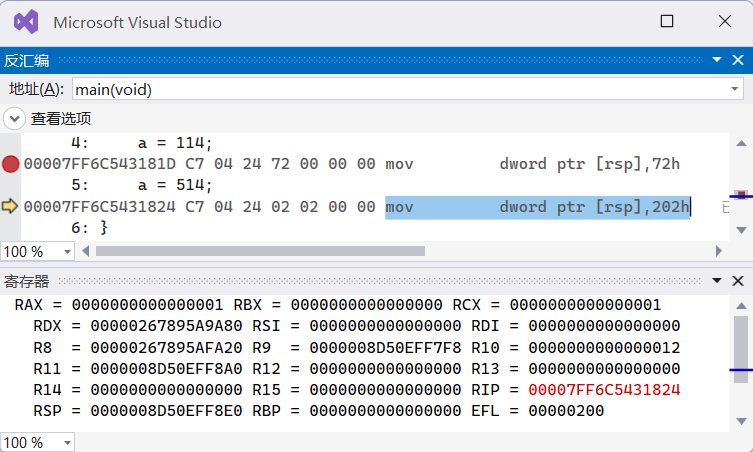 Microsoft Visual Studio
反汇编
地址(A): main(void)
查看选项
4: a = 114;
00007FF6C543181D C7 04 24 72 00 00 00 mov dword ptr [rsp],72h
5: a = 514;
00007FF6C5431824 C7 04 24 02 02 00 00 mov dword ptr [rsp],202h
6: }
100 %
寄存器
RAX = 0000000000000001 RBX = 0000000000000000 RCX = 0000000000000001
RDX = 00000267895A9A80 RSI = 0000000000000000 RDI = 0000000000000000
R8 = 00000267895AFA20 R9 = 0000008D50EFF7F8 R10 = 0000000000000012
R11 = 0000008D50EFF8A0 R12 = 0000000000000000 R13 = 0000000000000000
R14 = 0000000000000000 R15 = 0000000000000000 RIP = 00007FF6C5431824
RSP = 0000008D50EFF8E0 RBP = 0000000000000000 EFL = 00000200
100 %